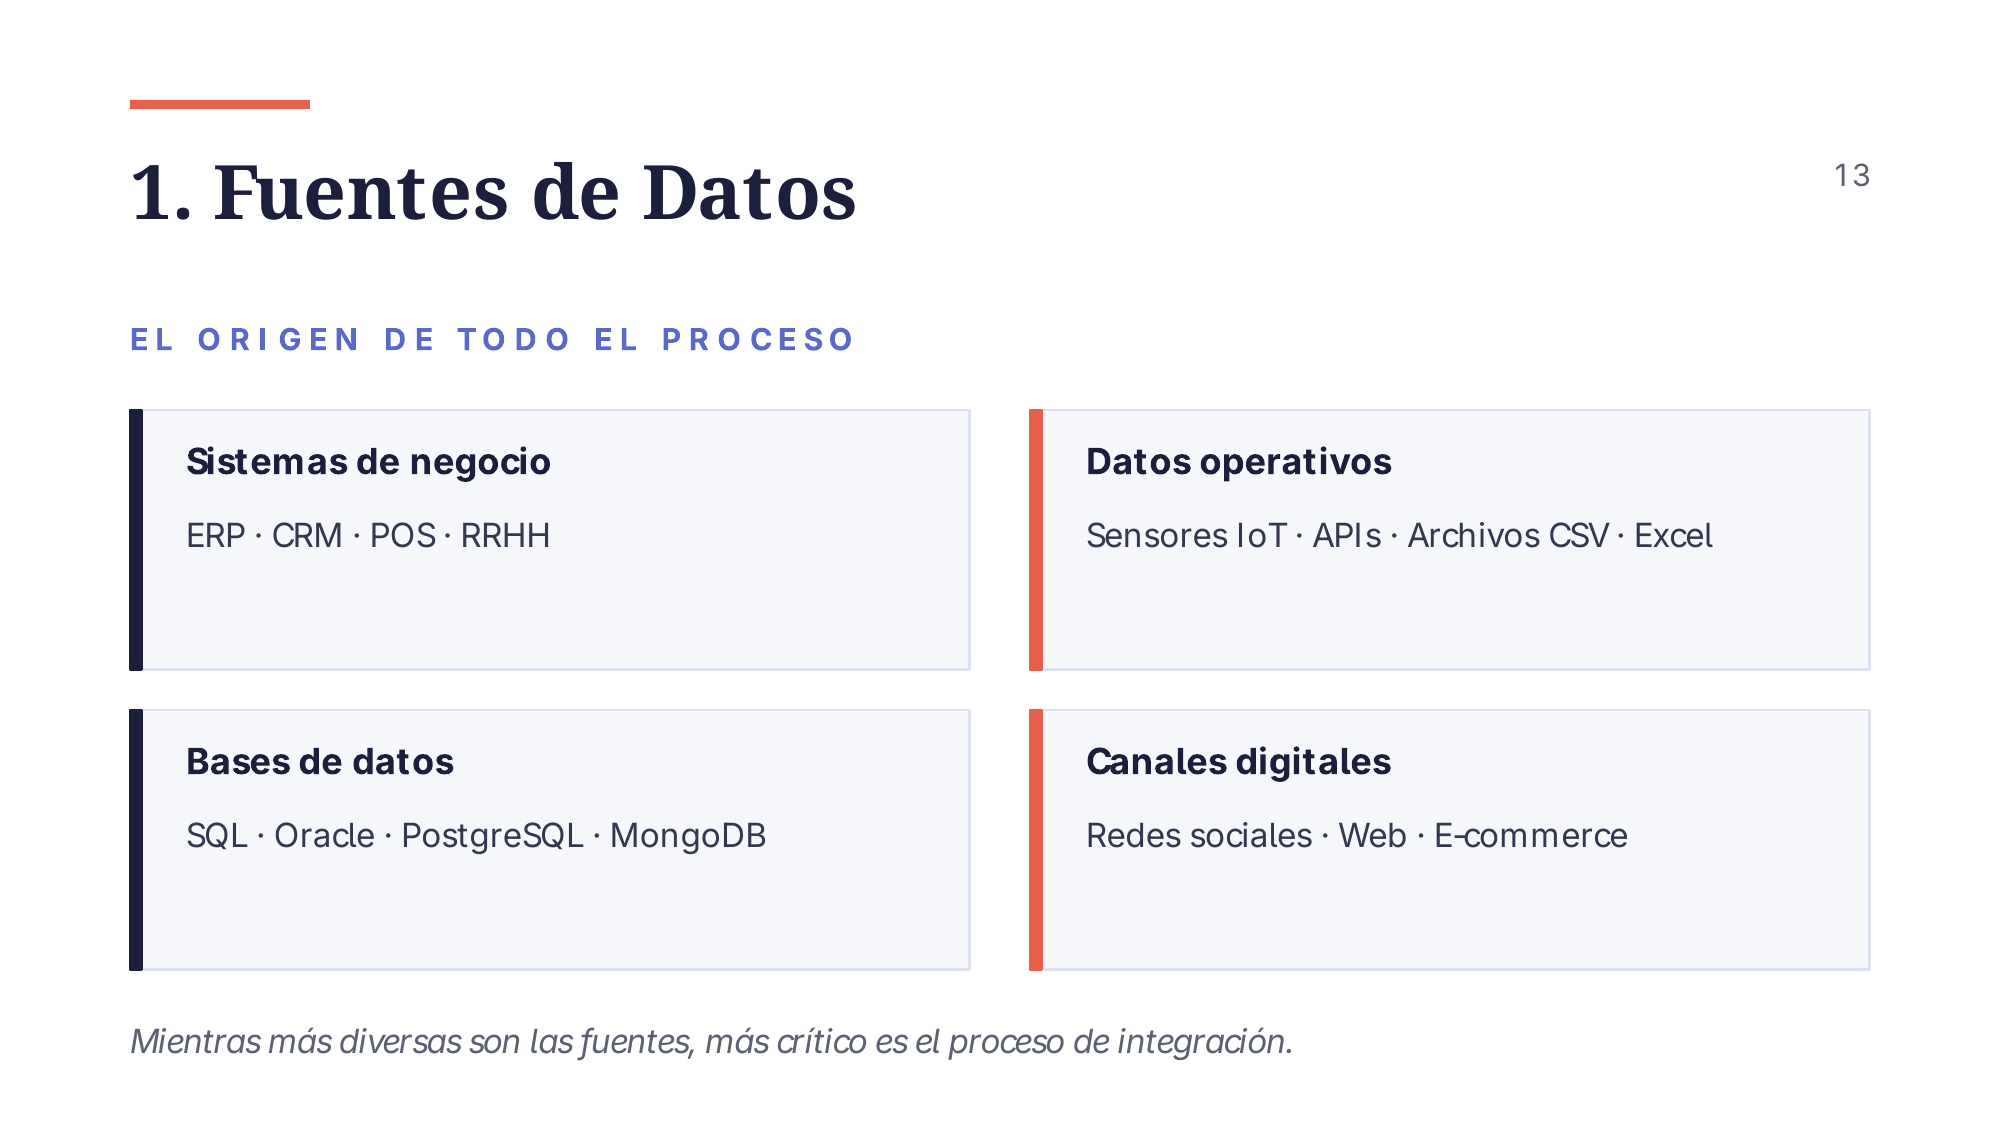 1. Fuentes de Datos
13
EL ORIGEN DE TODO EL PROCESO
Sistemas de negocio
ERP · CRM · POS · RRHH
Datos operativos
Sensores IoT · APIs · Archivos CSV · Excel
Bases de datos
SQL · Oracle · PostgreSQL · MongoDB
Canales digitales
Redes sociales · Web · E-commerce
Mientras más diversas son las fuentes, más crítico es el proceso de integración.